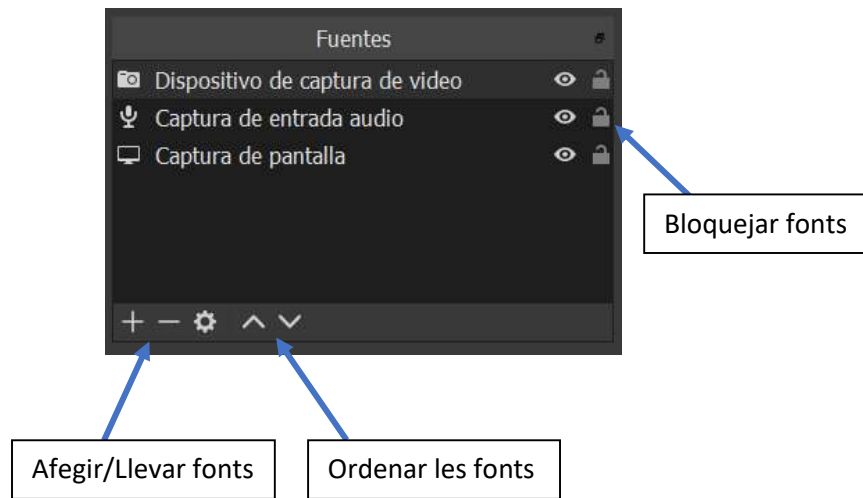 Fuentes
Dispositivo de captura de video
Captura de entrada audio
Captura de pantalla
Bloquejar fonts
Afegir/Llevar fonts
Ordenar les fonts